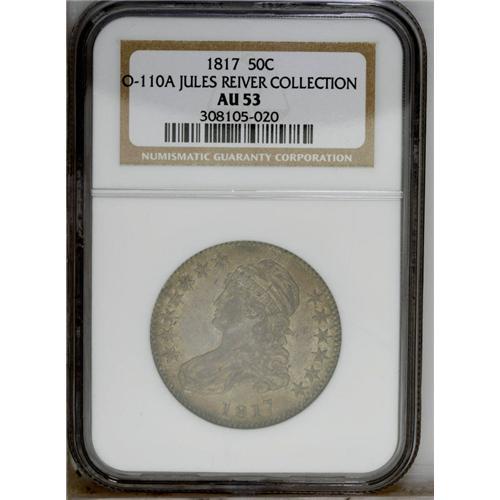 1817 50C
O-110A JULES REIVER COLLECTION
AU 53
308105-020
NUMISMATIC GUARANTY CORPORATION
1817